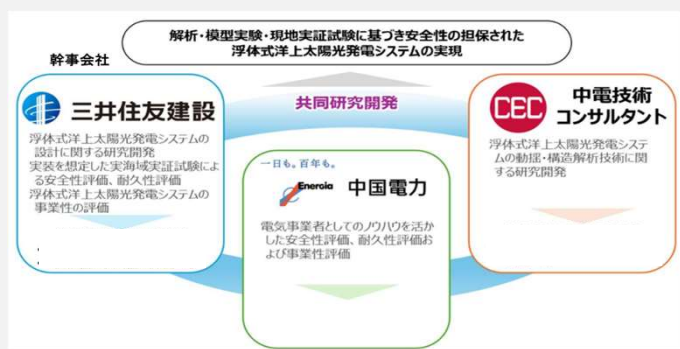 解析・模型実験・現地実証試験に基づき安全性の担保された
浮体式洋上太陽光発電システムの実現
幹事会社
共同研究開発
三井住友建設
浮体式洋上太陽光発電システムの
設計に関する研究開発
実装を想定した実海域実証試験によ
る安全性評価、耐久性評価
浮体式洋上太陽光発電システムの
事業性の評価
一日も。百年も。
Energia 中国電力
電気事業者としてのノウハウを活か
した安全性評価、耐久性評価お
よび事業性評価
CEC 中電技術
コンサルタント
浮体式洋上太陽光発電システ
ムの動揺・構造解析技術に関
する研究開発